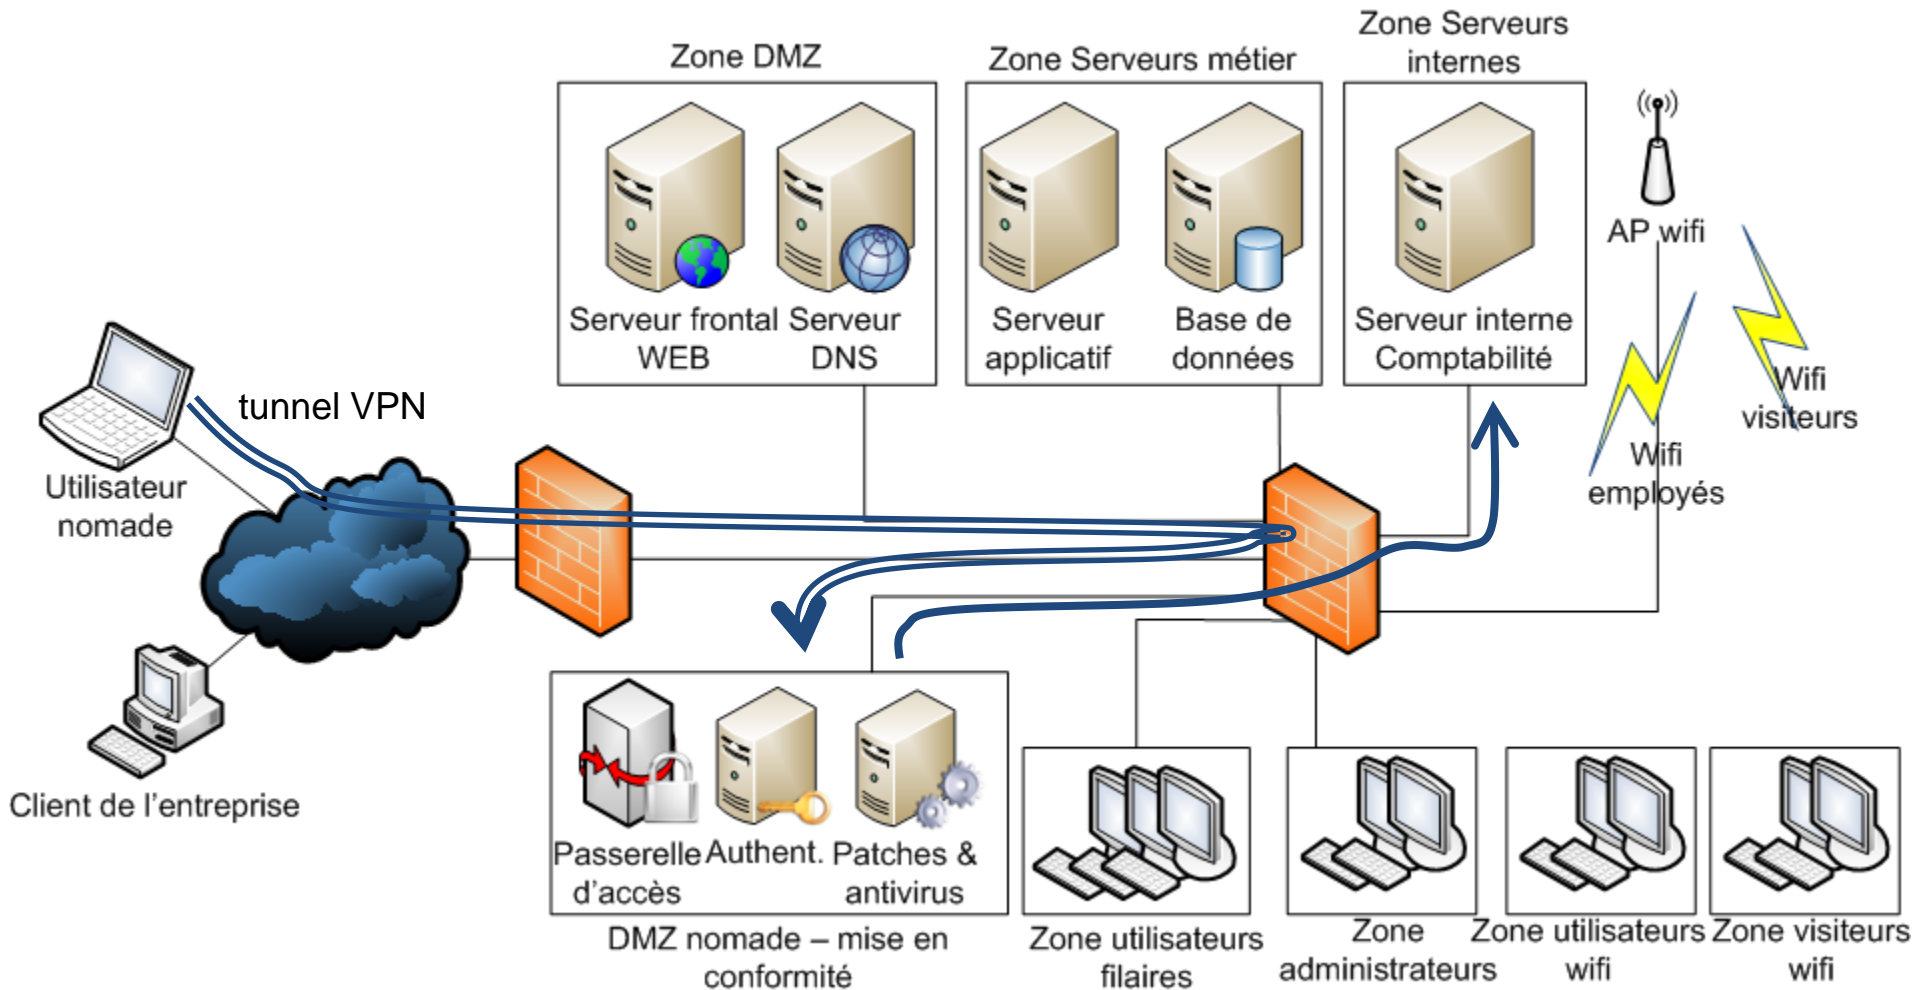 Zone DMZ
Zone Serveurs métier
Zone Serveurs
internes
Serveur frontal
WEB
Serveur
DNS
Serveur
applicatif
Base de
données
Serveur interne
Comptabilité
AP wifi
Wifi
visiteurs
Wifi
employés
tunnel VPN
Utilisateur
nomade
Client de l'entreprise
Passerelle
d'accès
Authent.
Patches &
antivirus
DMZ nomade – mise en
conformité
Zone utilisateurs
filaires
Zone
administrateurs
Zone utilisateurs
wifi
Zone visiteurs
wifi